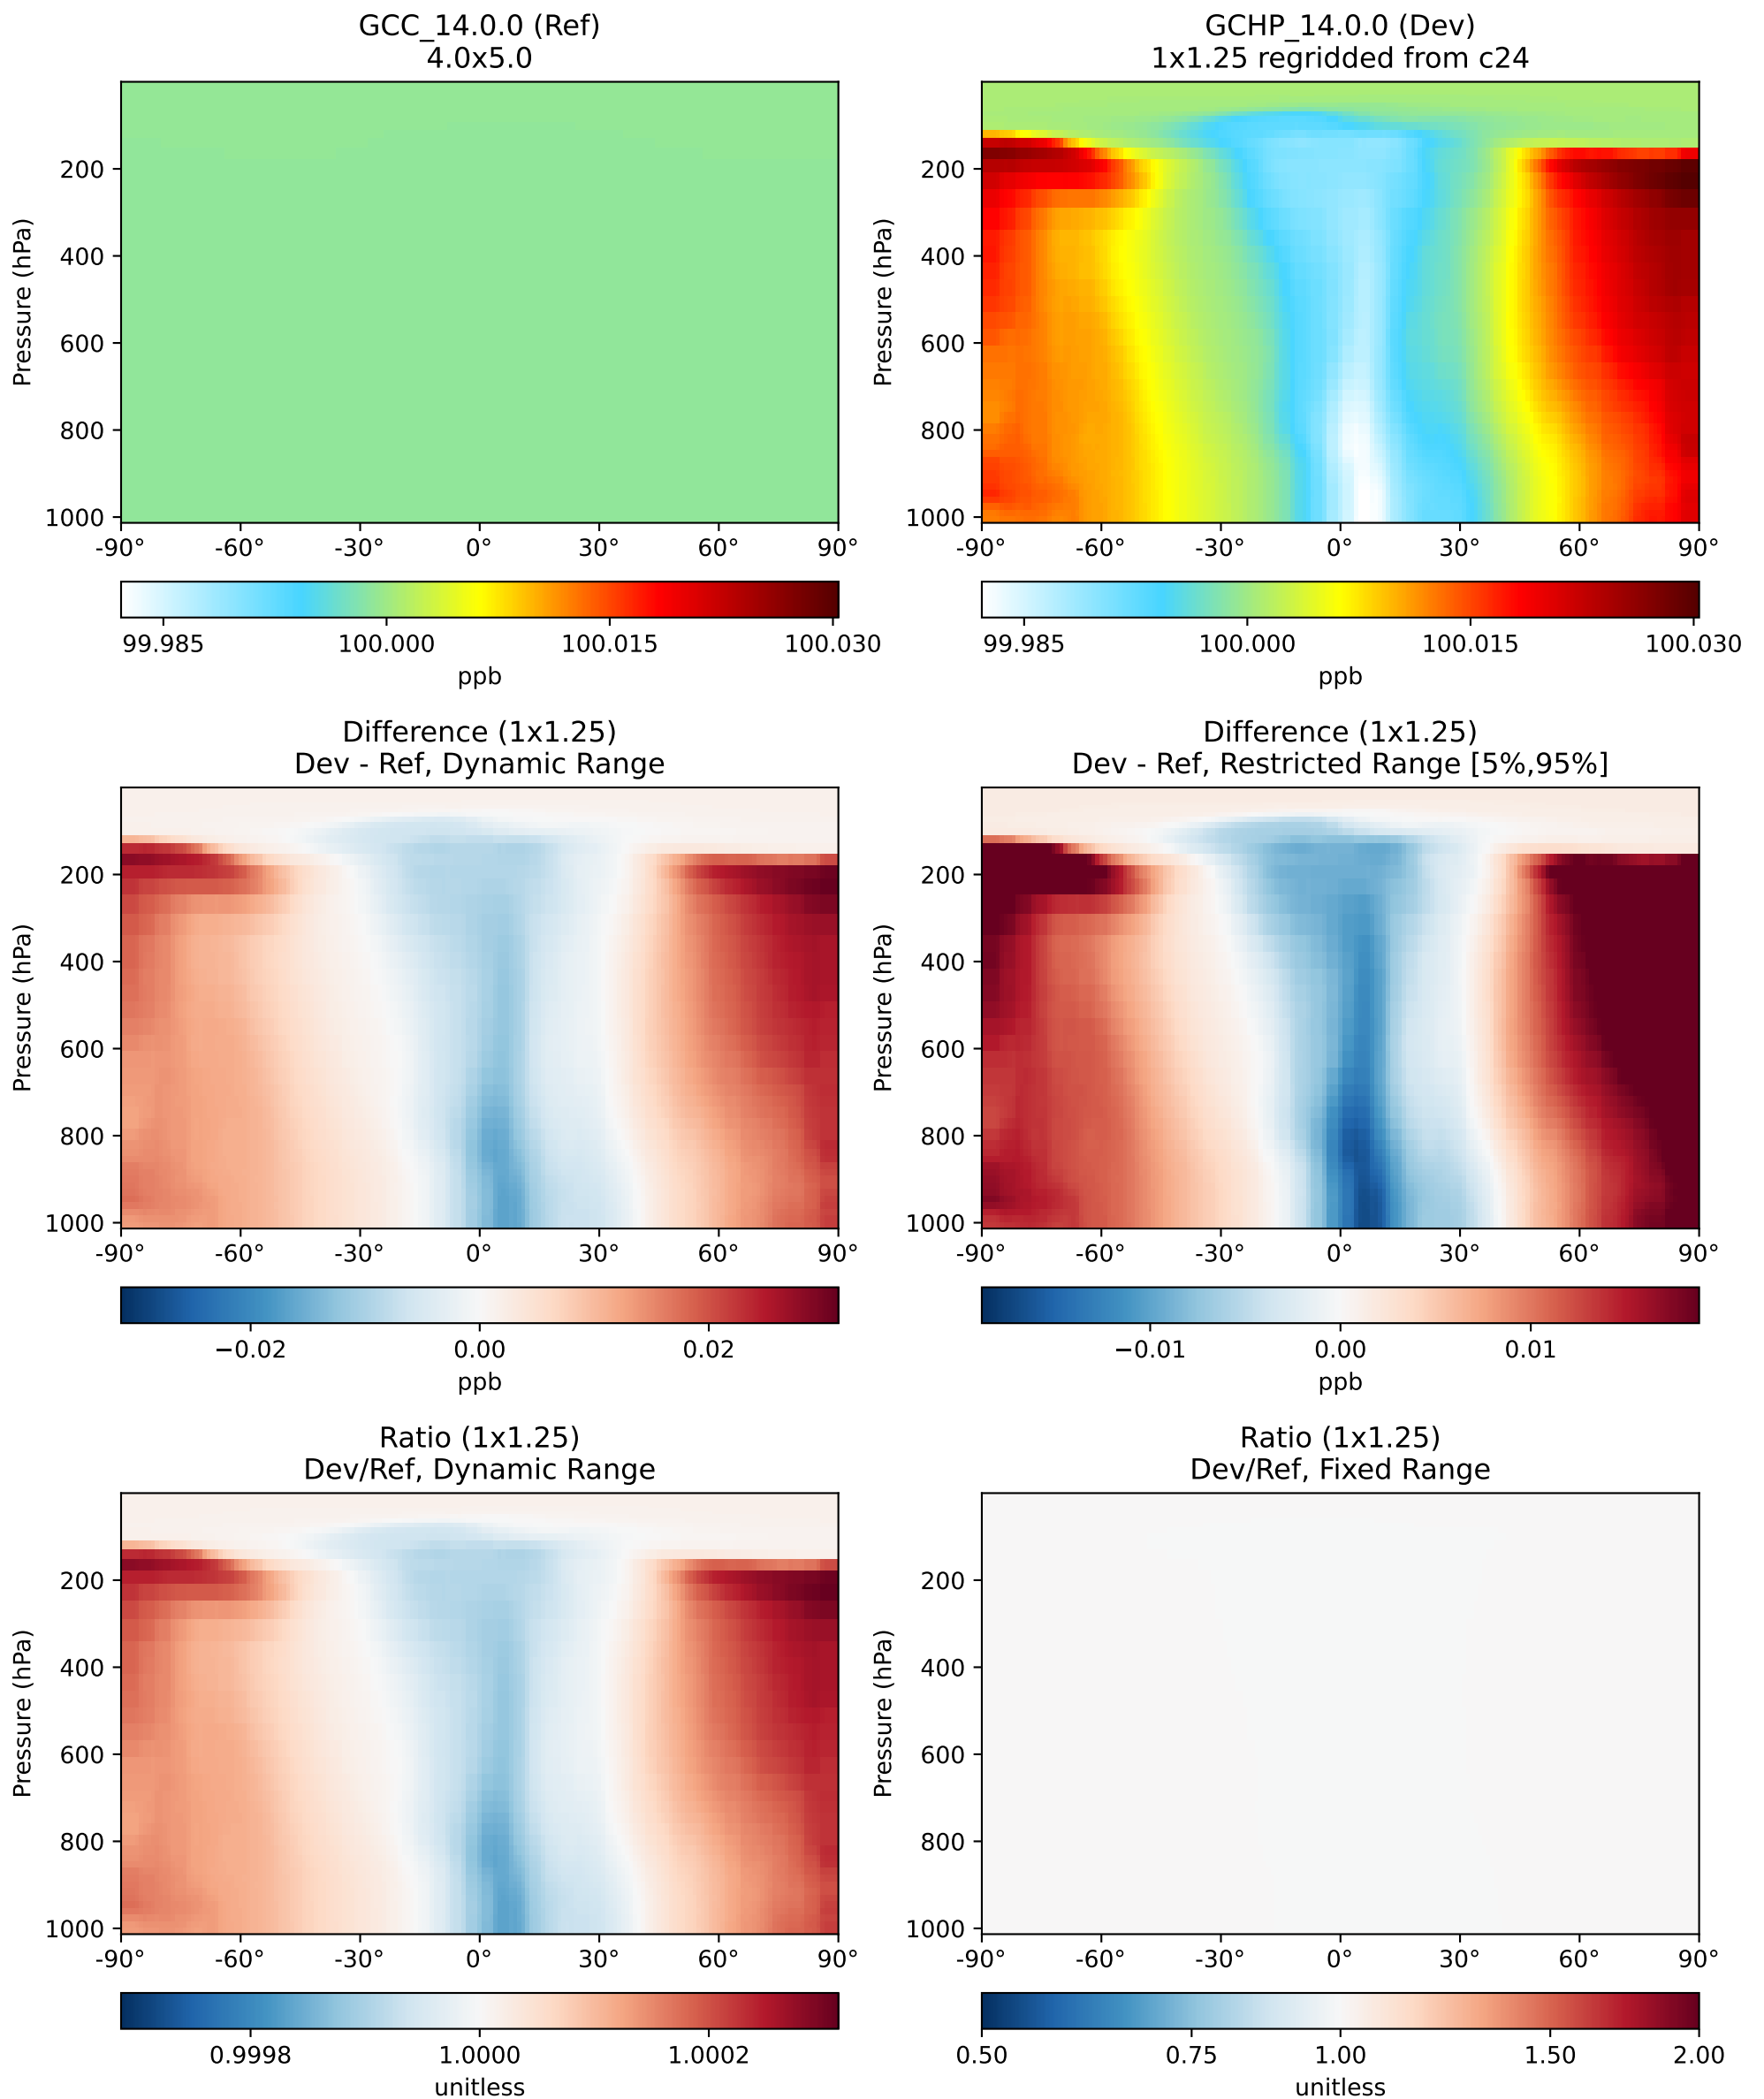 GCC_14.0.0 (Ref)
4.0x5.0
Pressure (hPa)
200
400
600
800
1000
-90° -60° -30° 0° 30° 60° 90°
99.985 100.000 100.015 100.030
ppb
GCHP_14.0.0 (Dev)
1x1.25 regridded from c24
Pressure (hPa)
200
400
600
800
1000
-90° -60° -30° 0° 30° 60° 90°
99.985 100.000 100.015 100.030
ppb
Difference (1x1.25)
Dev - Ref, Dynamic Range
Pressure (hPa)
200
400
600
800
1000
-90° -60° -30° 0° 30° 60° 90°
−0.02 0.00 0.02
ppb
Difference (1x1.25)
Dev - Ref, Restricted Range [5%,95%]
Pressure (hPa)
200
400
600
800
1000
-90° -60° -30° 0° 30° 60° 90°
−0.01 0.00 0.01
ppb
Ratio (1x1.25)
Dev/Ref, Dynamic Range
Pressure (hPa)
200
400
600
800
1000
-90° -60° -30° 0° 30° 60° 90°
0.9998 1.0000 1.0002
unitless
Ratio (1x1.25)
Dev/Ref, Fixed Range
Pressure (hPa)
200
400
600
800
1000
-90° -60° -30° 0° 30° 60° 90°
0.50 0.75 1.00 1.50 2.00
unitless